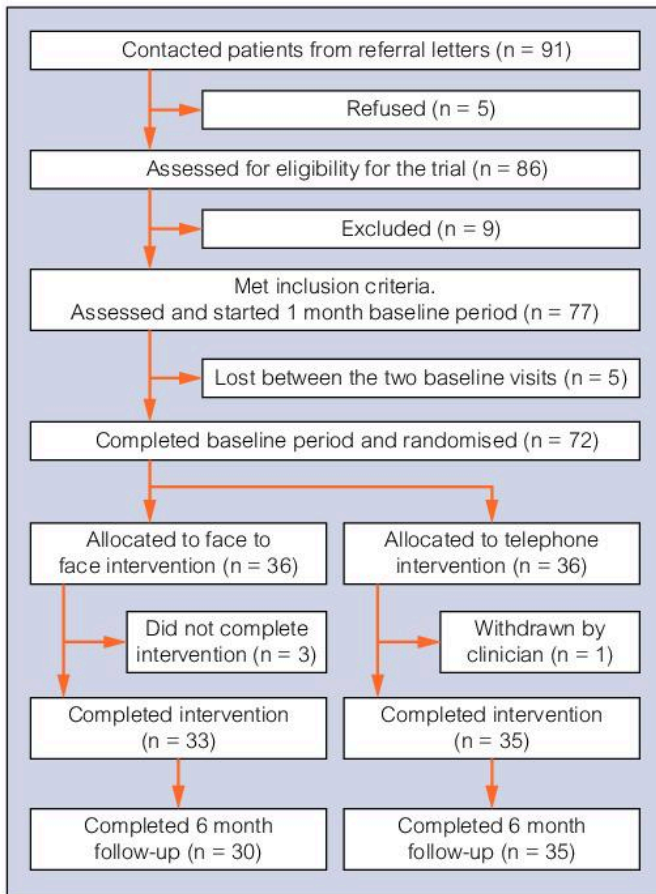 Contacted patients from referral letters (n = 91)
Refused (n = 5)
Assessed for eligibility for the trial (n = 86)
Excluded (n = 9)
Met inclusion criteria.
Assessed and started 1 month baseline period (n = 77)
Lost between the two baseline visits (n = 5)
Completed baseline period and randomised (n = 72)
Allocated to face to
face intervention (n = 36)
Allocated to telephone
intervention (n = 36)
Did not complete
intervention (n = 3)
Withdrawn by
clinician (n = 1)
Completed intervention
(n = 33)
Completed intervention
(n = 35)
Completed 6 month
follow-up (n = 30)
Completed 6 month
follow-up (n = 35)